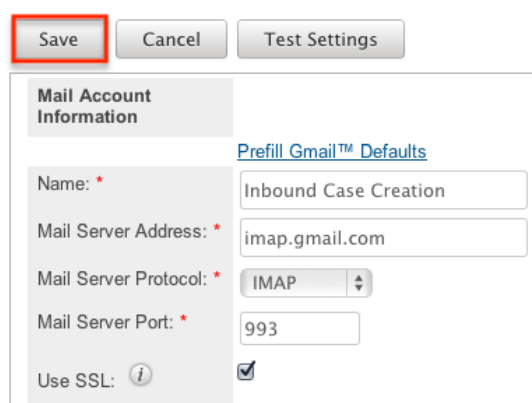 Save Cancel Test Settings
Mail Account
Information
Prefill Gmail™ Defaults
Name: * Inbound Case Creation
Mail Server Address: * imap.gmail.com
Mail Server Protocol: * IMAP
Mail Server Port: * 993
Use SSL: i